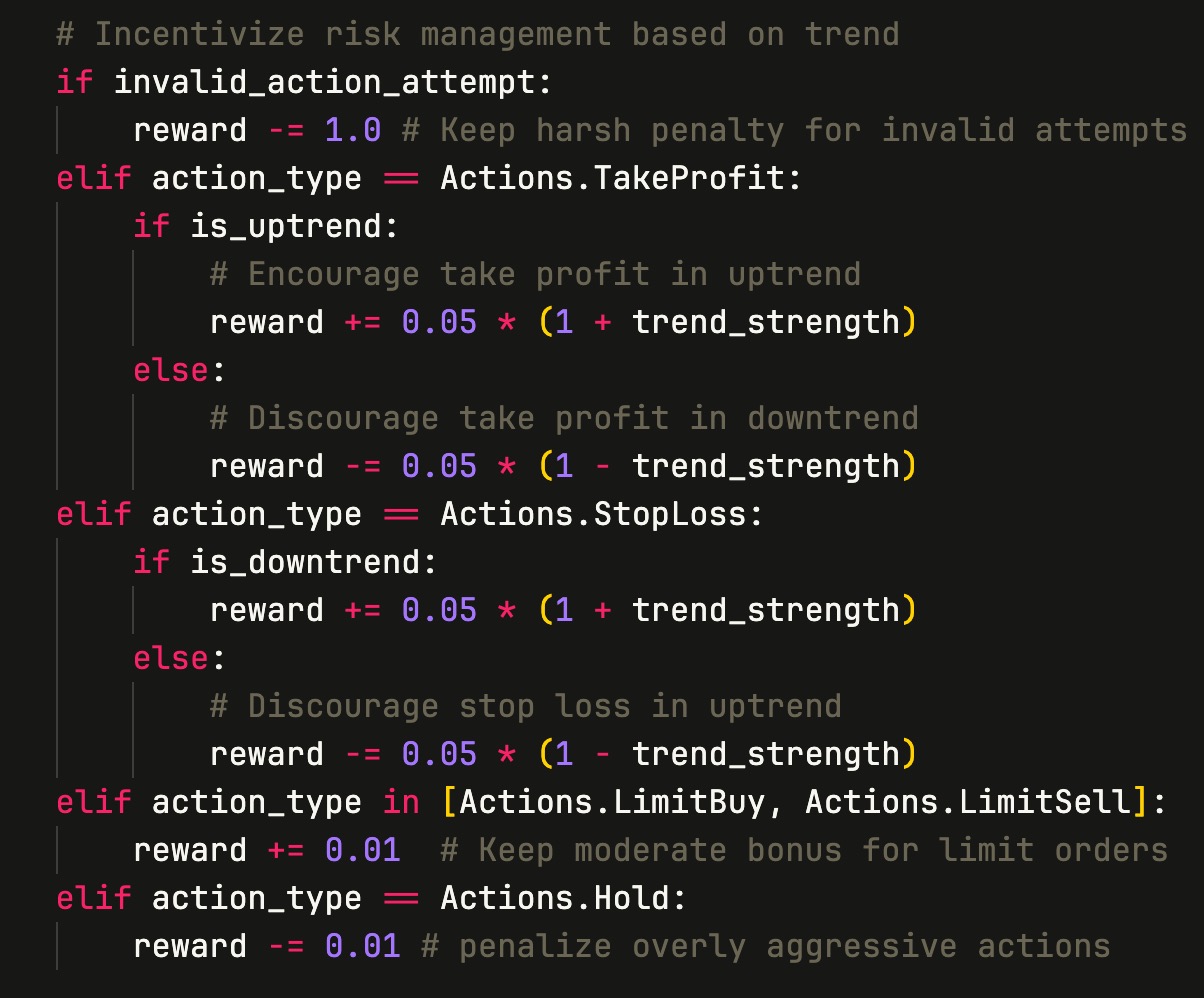 # Incentivize risk management based on trend
if invalid_action_attempt:
    reward -= 1.0 # Keep harsh penalty for invalid attempts
elif action_type == Actions.TakeProfit:
    if is_uptrend:
        # Encourage take profit in uptrend
        reward += 0.05 * (1 + trend_strength)
    else:
        # Discourage take profit in downtrend
        reward -= 0.05 * (1 - trend_strength)
elif action_type == Actions.StopLoss:
    if is_downtrend:
        reward += 0.05 * (1 + trend_strength)
    else:
        # Discourage stop loss in uptrend
        reward -= 0.05 * (1 - trend_strength)
elif action_type in [Actions.LimitBuy, Actions.LimitSell]:
    reward += 0.01  # Keep moderate bonus for limit orders
elif action_type == Actions.Hold:
    reward -= 0.01 # penalize overly aggressive actions